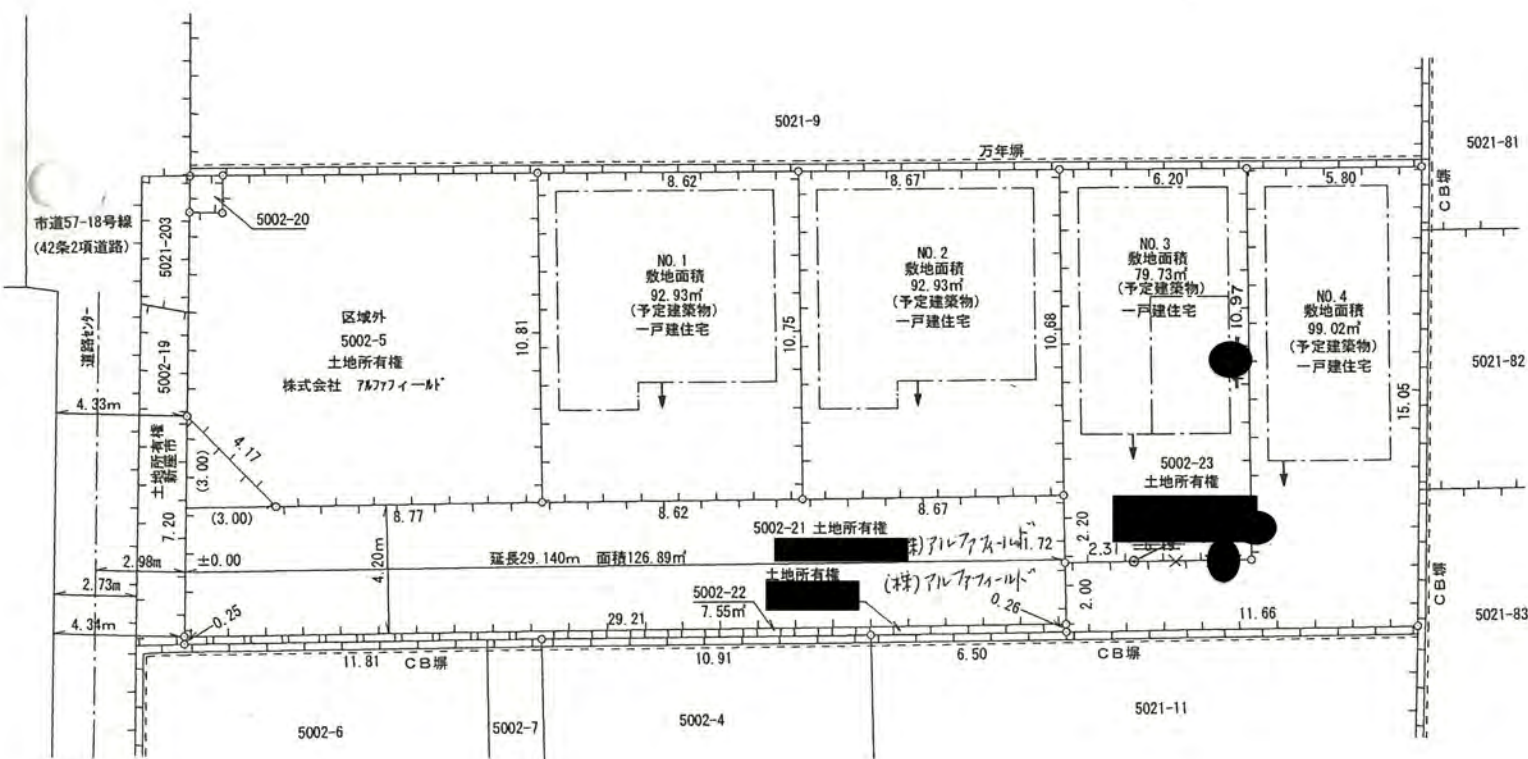 5021-9
5021-81
万年塀
CB塀
8.62
8.67
6.20
5.80
市道57-18号線
(42条2項道路)
5021-203
5002-20
道路センター
5002-19
区域外
5002-5
土地所有権
株式会社 アルファフィールド
10.81
NO.1
敷地面積
92.93㎡
(予定建築物)
一戸建住宅
10.75
NO.2
敷地面積
92.93㎡
(予定建築物)
一戸建住宅
10.68
NO.3
敷地面積
79.73㎡
(予定建築物)
一戸建住宅
10.97
NO.4
敷地面積
99.02㎡
(予定建築物)
一戸建住宅
15.05
5021-82
4.33m
土地所有権
新座市
4.17
(3.00)
(3.00)
7.20
8.77
8.62
8.67
5002-23
土地所有権
5002-21 土地所有権
株)アルファフィールド
1.72
2.20
2.31
2.98m
±0.00
延長29.140m 面積126.89㎡
4.20m
土地所有権
(株)アルファフィールド
2.73m
5002-22
7.55㎡
0.26
2.00
CB塀
5021-83
4.34m
0.25
29.21
11.66
11.81
CB塀
10.91
6.50
CB塀
5002-6
5002-7
5002-4
5021-11